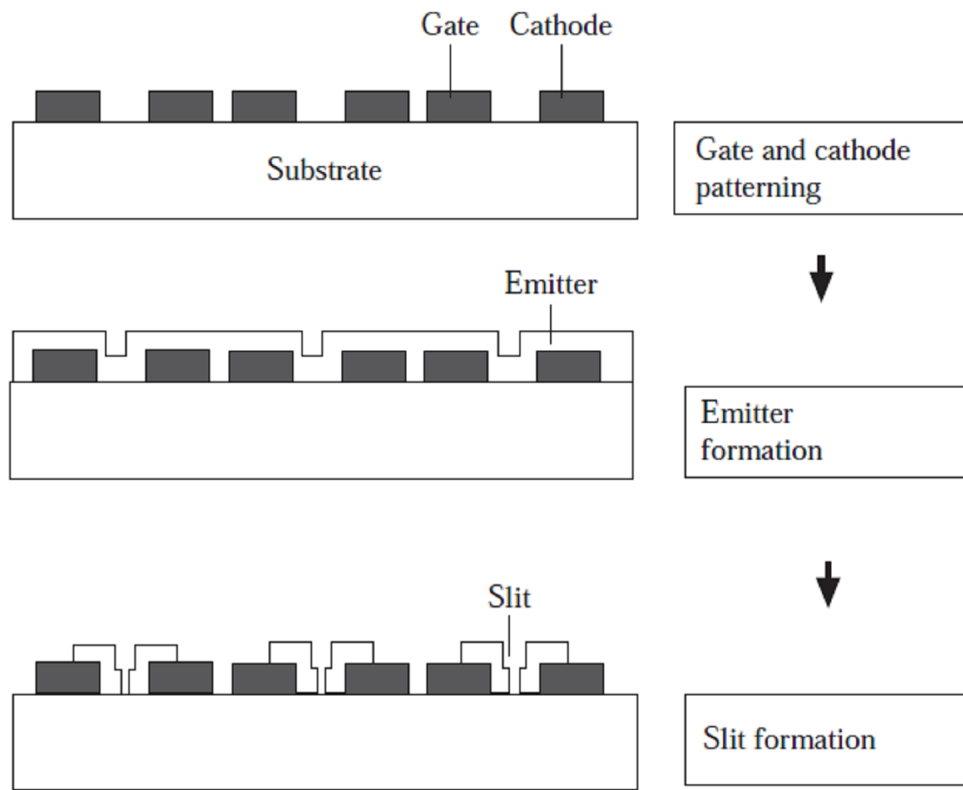 Gate Cathode
Substrate
Gate and cathode
patterning
Emitter
Emitter
formation
Slit
Slit formation